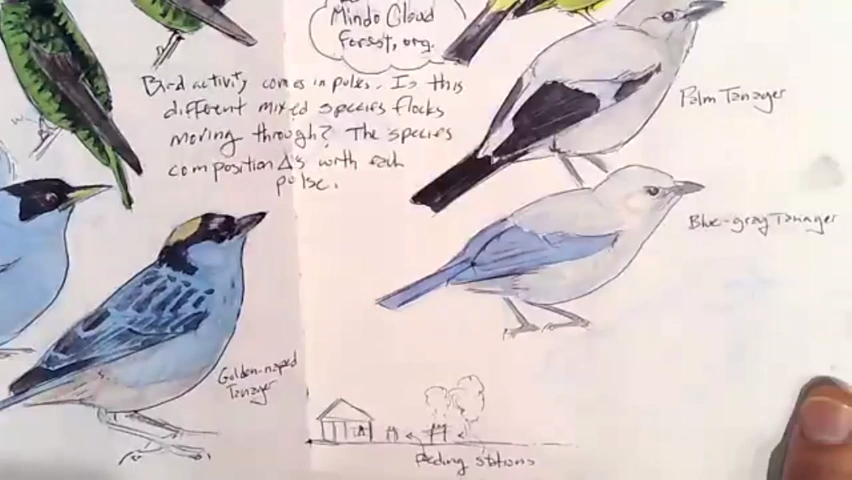 Mindo Cloud
Forest.org.
Bird activity comes in pulses. Is this
different mixed species flocks
moving through? The species
composition Δ's with each
pulse.
Palm Tanager
Blue-gray Tanager
Golden-naped
Tanager
feeding stations